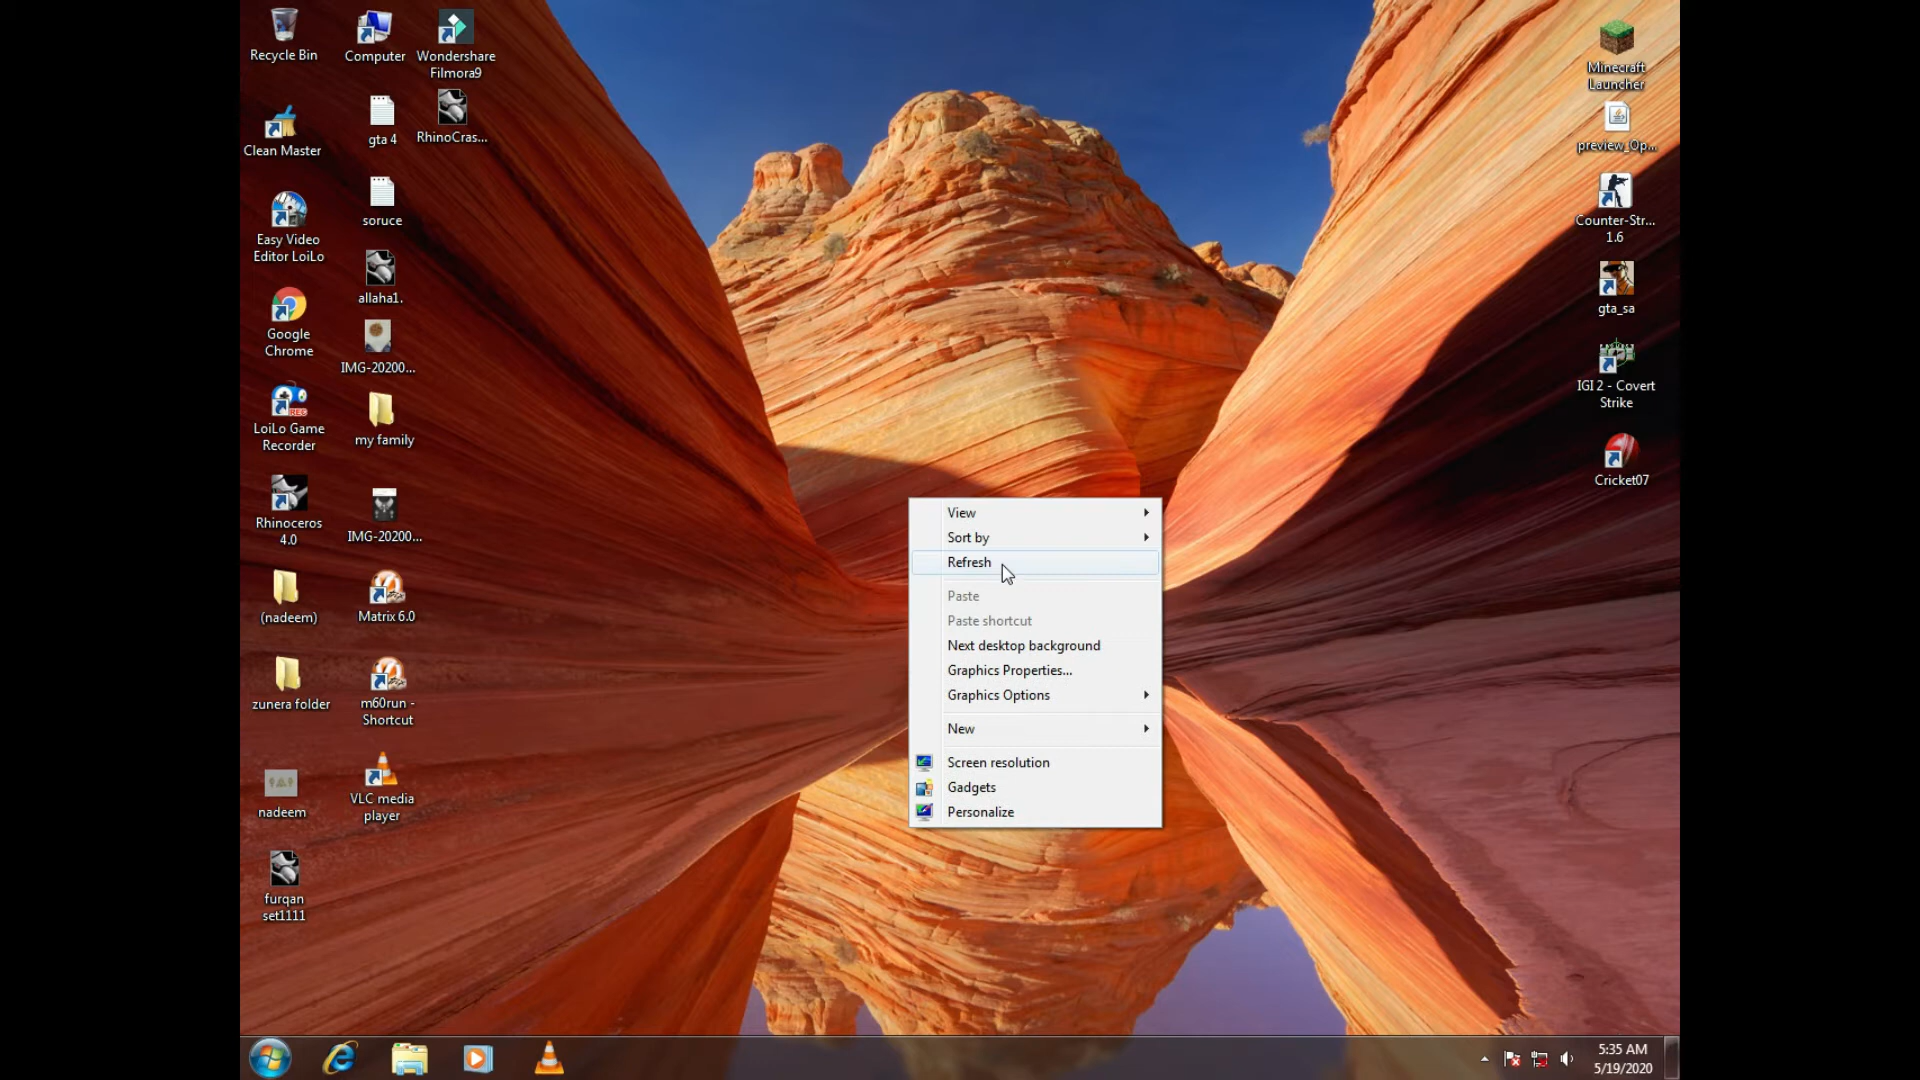 Recycle Bin
Computer
Wondershare
Filmora9
Clean Master
gta 4
RhinoCras...
soruce
Easy Video
Editor LoiLo
allaha1.
Google
Chrome
IMG-20200...
REC
LoiLo Game
Recorder
my family
Rhinoceros
4.0
IMG-20200...
(nadeem)
Matrix 6.0
zunera folder
m60run -
Shortcut
nadeem
VLC media
player
furqan
set1111
Minecraft
Launcher
preview_Op...
Counter-Str...
1.6
gta_sa
IGI 2 - Covert
Strike
Cricket07
View
Sort by
Refresh
Paste
Paste shortcut
Next desktop background
Graphics Properties...
Graphics Options
New
Screen resolution
Gadgets
Personalize
5:35 AM
5/19/2020